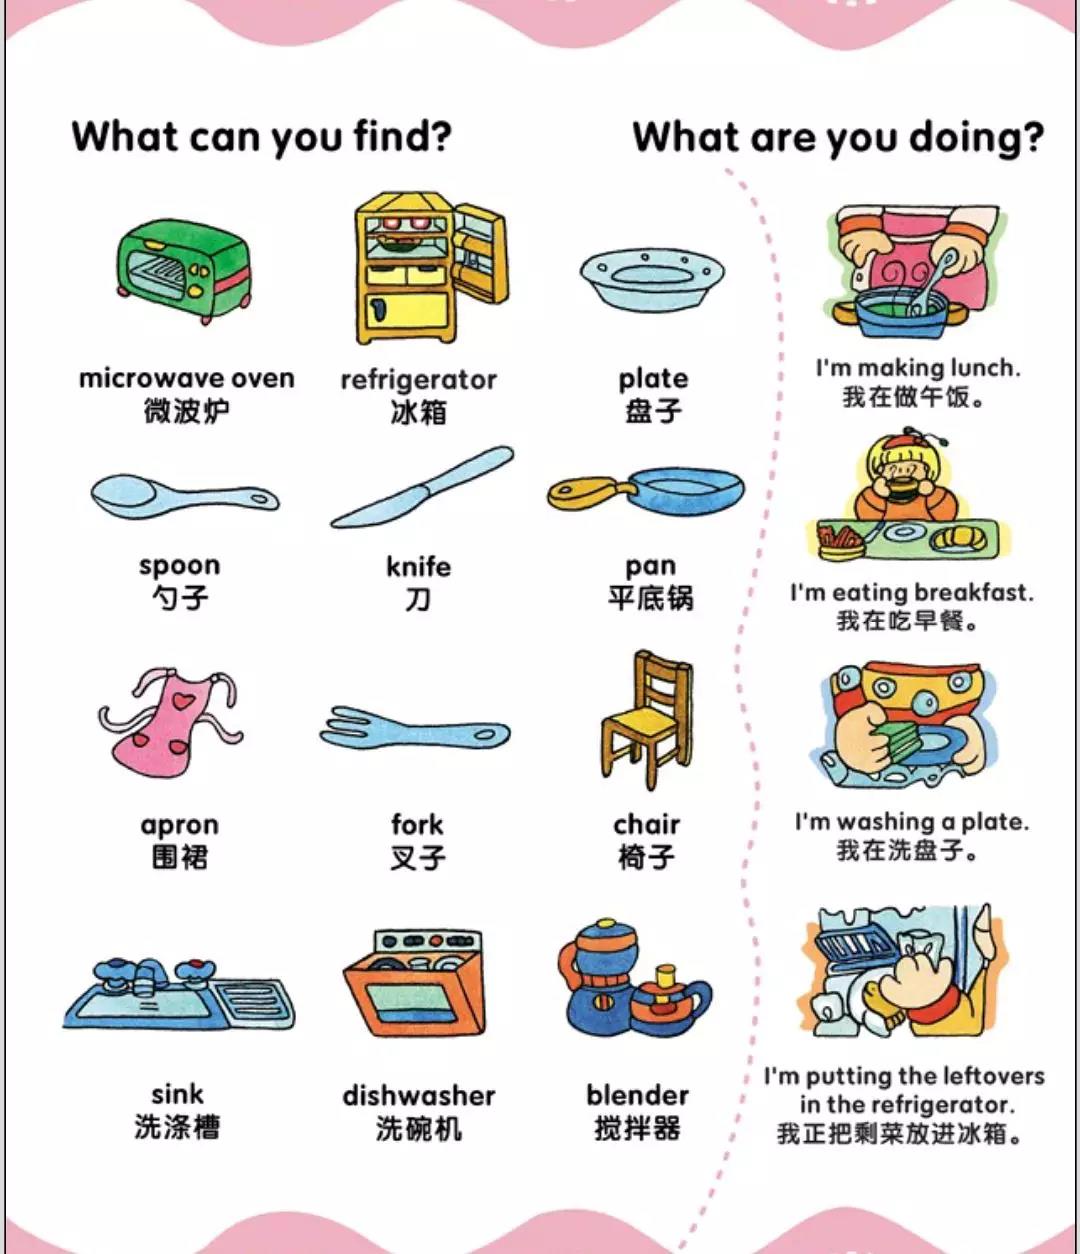 What can you find?
What are you doing?
microwave oven
微波炉
refrigerator
冰箱
plate
盘子
spoon
勺子
knife
刀
pan
平底锅
apron
围裙
fork
叉子
chair
椅子
sink
洗涤槽
dishwasher
洗碗机
blender
搅拌器
I'm making lunch.
我在做午饭。
I'm eating breakfast.
我在吃早餐。
I'm washing a plate.
我在洗盘子。
I'm putting the leftovers
in the refrigerator.
我正把剩菜放进冰箱。